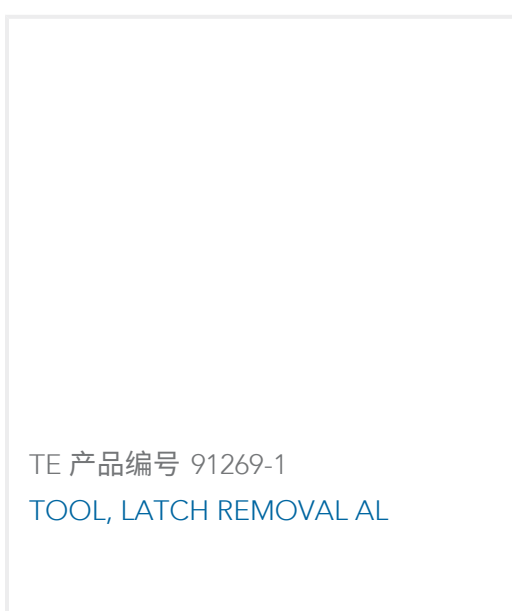 TE 产品编号 91269-1
TOOL, LATCH REMOVAL AL